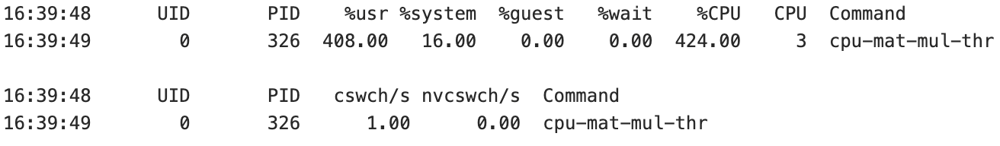 16:39:48      UID       PID    %usr %system  %guest   %wait    %CPU   CPU  Command
16:39:49        0       326  408.00   16.00    0.00    0.00  424.00     3  cpu-mat-mul-thr

16:39:48      UID       PID   cswch/s nvcswch/s  Command
16:39:49        0       326      1.00      0.00  cpu-mat-mul-thr